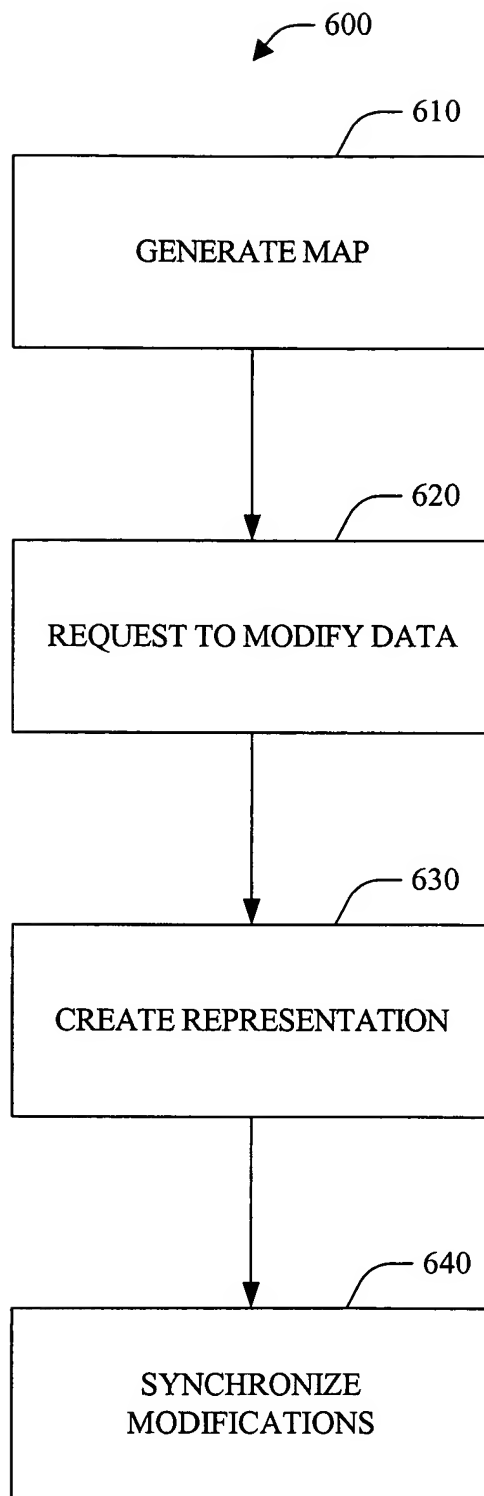 600
610
GENERATE MAP
620
REQUEST TO MODIFY DATA
630
CREATE REPRESENTATION
640
SYNCHRONIZE
MODIFICATIONS